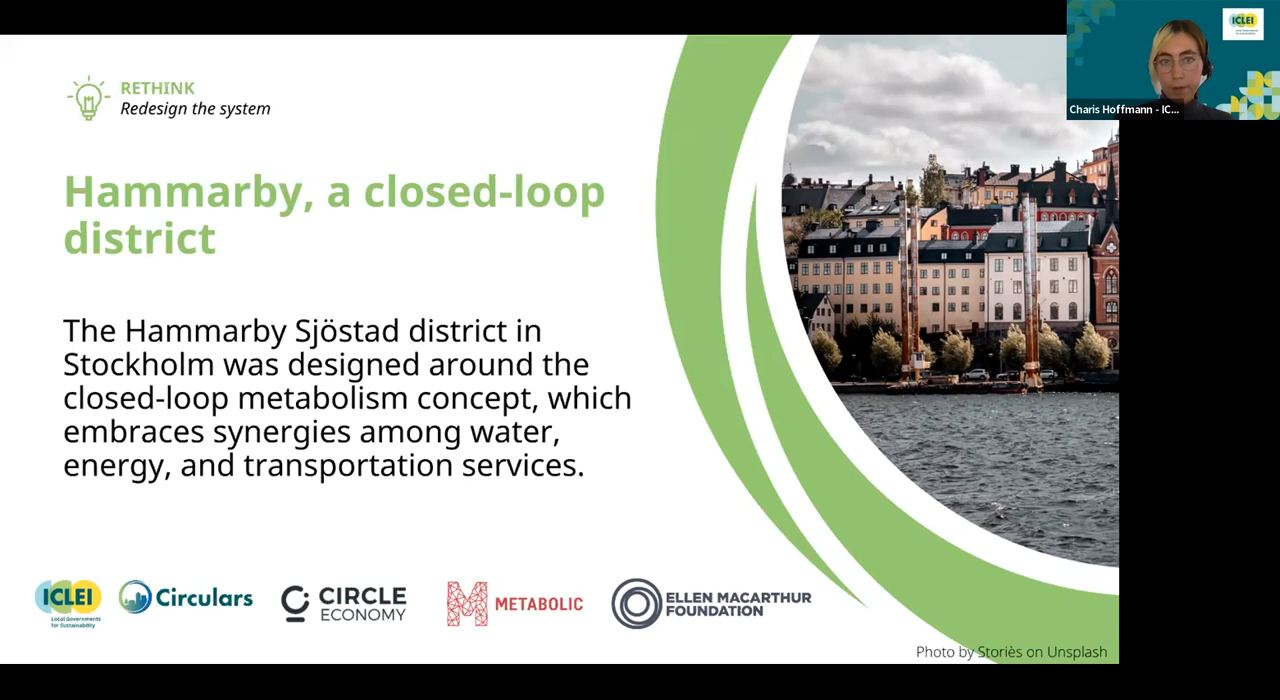 RETHINK
Redesign the system
Hammarby, a closed-loop
district
The Hammarby Sjöstad district in
Stockholm was designed around the
closed-loop metabolism concept, which
embraces synergies among water,
energy, and transportation services.
ICLEI
Local Governments
for Sustainability
Circulars
CIRCLE
ECONOMY
METABOLIC
ELLEN MACARTHUR
FOUNDATION
Photo by Storiès on Unsplash
ICLEI
Charis Hoffmann - IC...